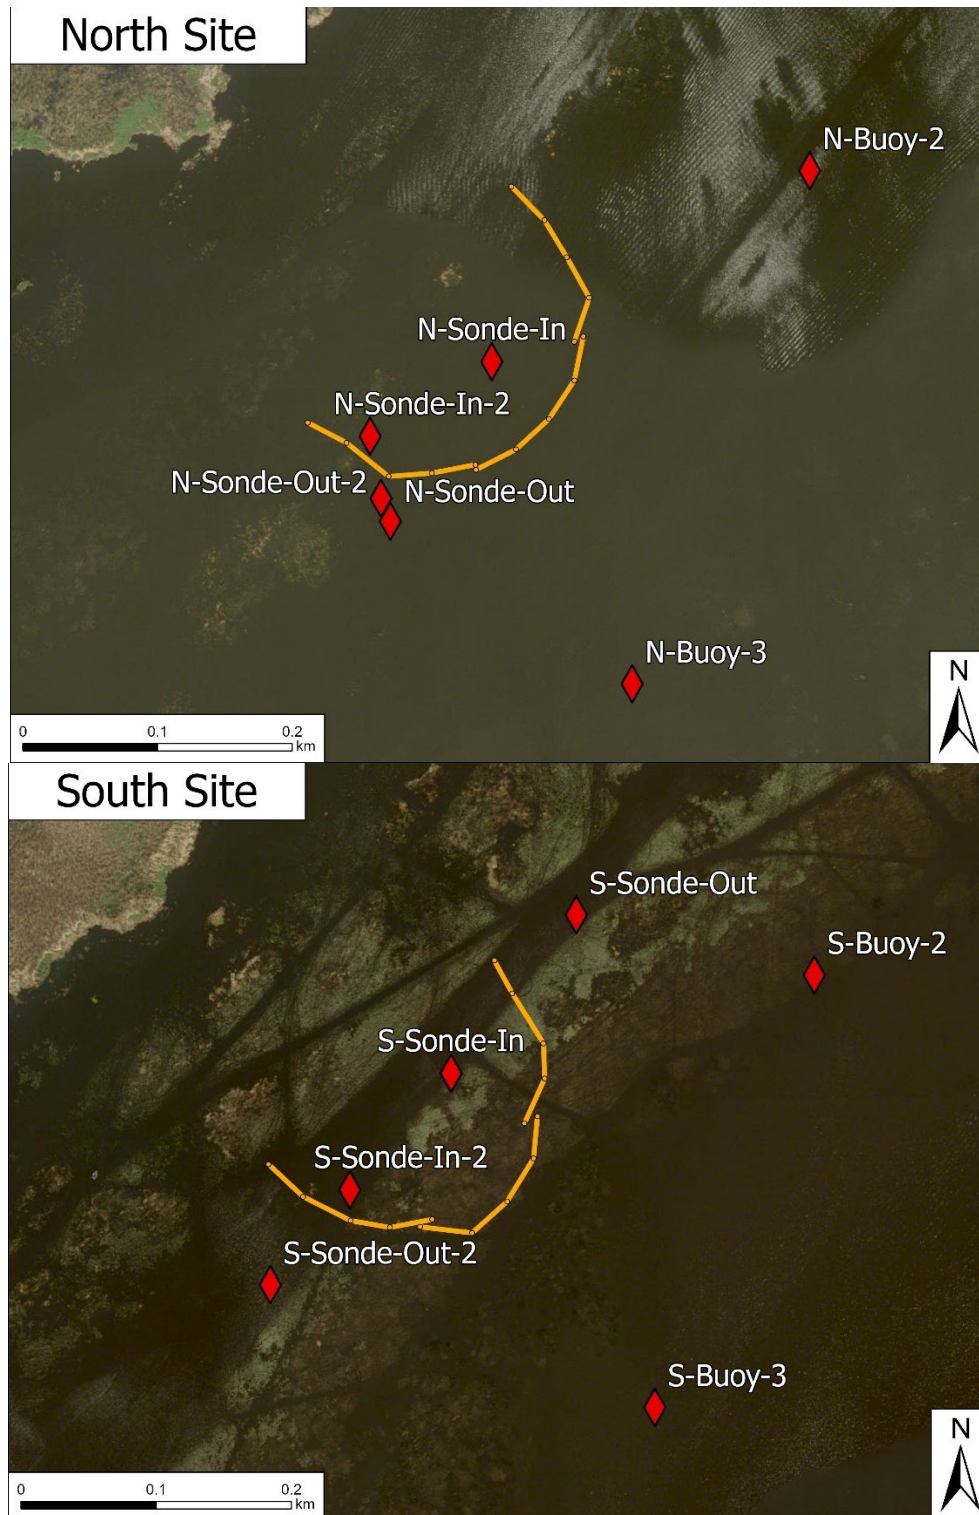 North Site
N-Buoy-2
N-Sonde-In
N-Sonde-In-2
N-Sonde-Out-2
N-Sonde-Out
N-Buoy-3
N
0 0.1 0.2
km
South Site
S-Sonde-Out
S-Buoy-2
S-Sonde-In
S-Sonde-In-2
S-Sonde-Out-2
S-Buoy-3
N
0 0.1 0.2
km